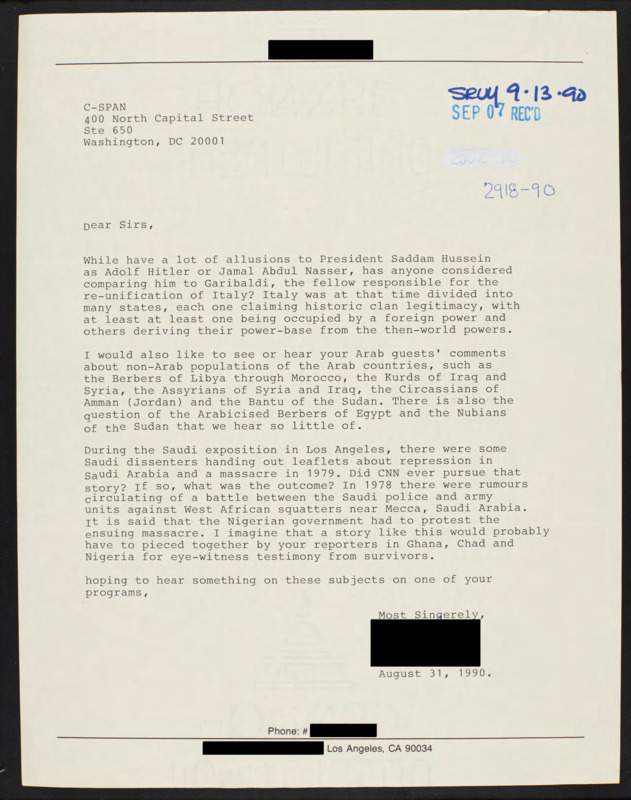 seuy 9·13·90
SEP 07 REC'D
2918-90
C-SPAN
400 North Capital Street
Ste 650
Washington, DC 20001
Dear Sirs,
While have a lot of allusions to President Saddam Hussein
as Adolf Hitler or Jamal Abdul Nasser, has anyone considered
comparing him to Garibaldi, the fellow responsible for the
re-unification of Italy? Italy was at that time divided into
many states, each one claiming historic clan legitimacy, with
at least at least one being occupied by a foreign power and
others deriving their power-base from the then-world powers.
I would also like to see or hear your Arab guests' comments
about non-Arab populations of the Arab countries, such as
the Berbers of Libya through Morocco, the Kurds of Iraq and
Syria, the Assyrians of Syria and Iraq, the Circassians of
Amman (Jordan) and the Bantu of the Sudan. There is also the
question of the Arabicised Berbers of Egypt and the Nubians
of the Sudan that we hear so little of.
During the Saudi exposition in Los Angeles, there were some
Saudi dissenters handing out leaflets about repression in
Saudi Arabia and a massacre in 1979. Did CNN ever pursue that
story? If so, what was the outcome? In 1978 there were rumours
circulating of a battle between the Saudi police and army
units against West African squatters near Mecca, Saudi Arabia.
It is said that the Nigerian government had to protest the
ensuing massacre. I imagine that a story like this would probably
have to pieced together by your reporters in Ghana, Chad and
Nigeria for eye-witness testimony from survivors.
hoping to hear something on these subjects on one of your
programs,
Most Singerely,
August 31, 1990.
Phone: #
Los Angeles, CA 90034